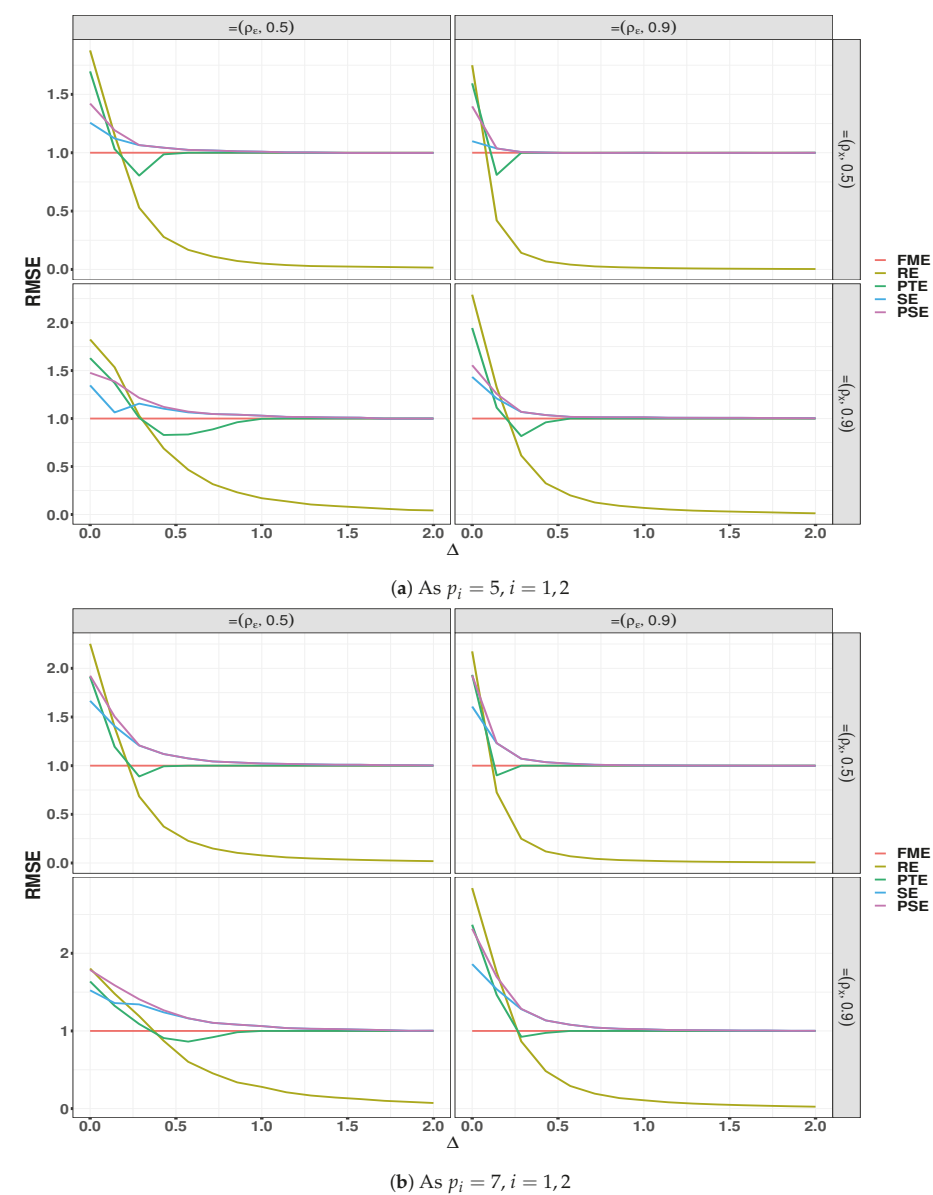 =(ρε, 0.5)
=(ρε, 0.9)
1.5
1.0
0.5
0.0
=(ρx, 0.5)
2.0
1.5
1.0
0.5
0.0
=(ρx, 0.9)
RMSE
FME
RE
PTE
SE
PSE
0.0 0.5 1.0 1.5 2.0 0.0 0.5 1.0 1.5 2.0
Δ
(a) As pi = 5, i = 1, 2
=(ρε, 0.5)
=(ρε, 0.9)
2.0
1.5
1.0
0.5
0.0
=(ρx, 0.5)
2
1
0
=(ρx, 0.9)
RMSE
FME
RE
PTE
SE
PSE
0.0 0.5 1.0 1.5 2.0 0.0 0.5 1.0 1.5 2.0
Δ
(b) As pi = 7, i = 1, 2